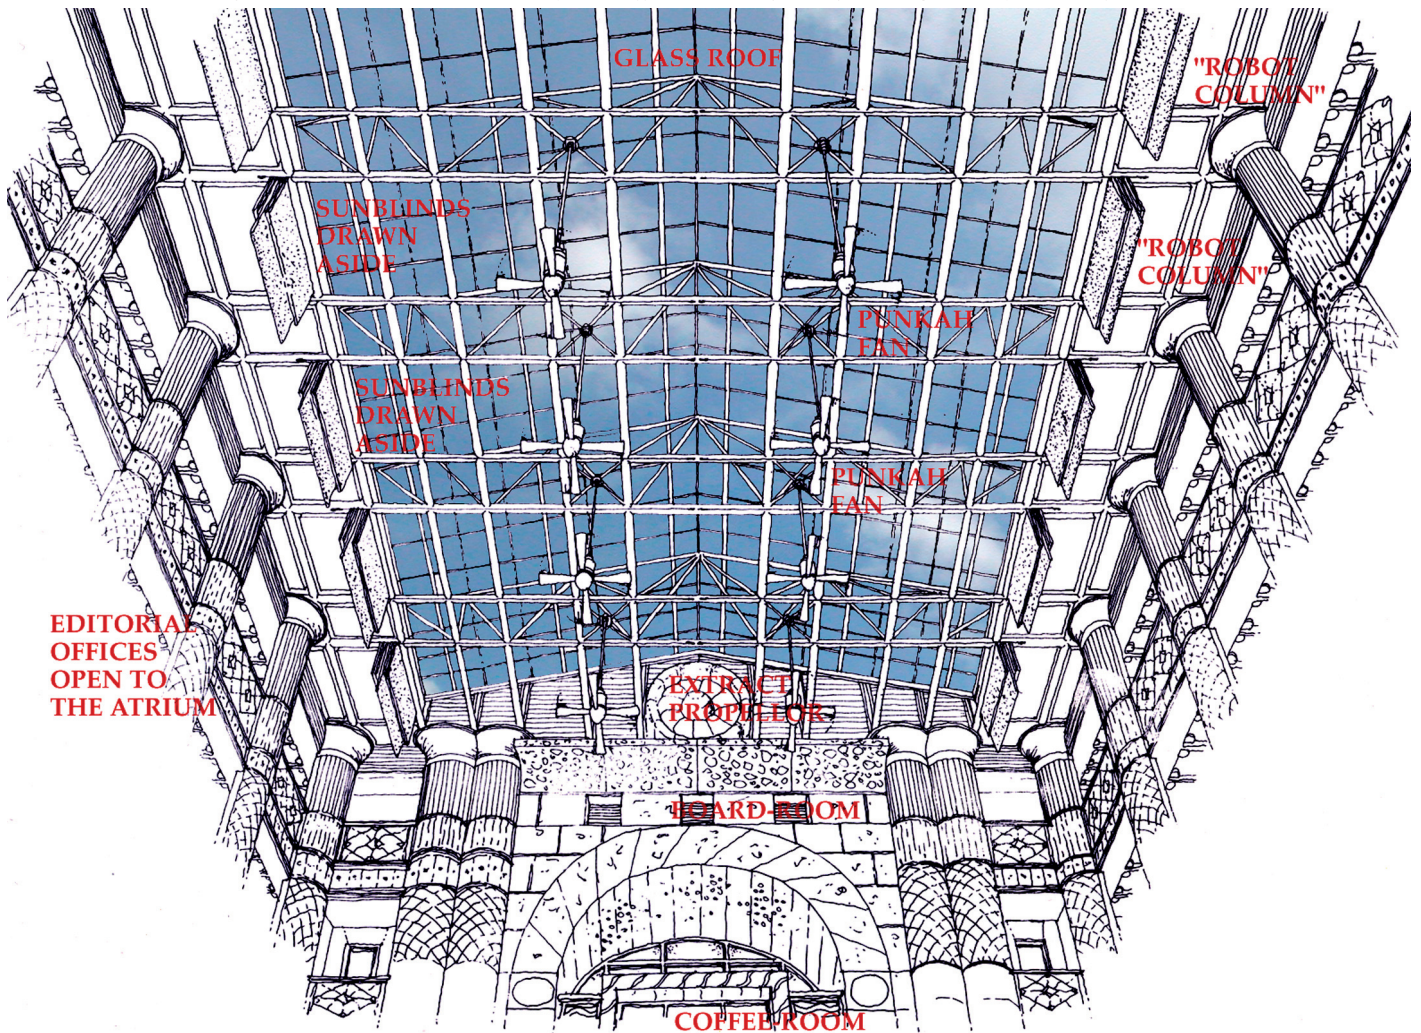 GLASS ROOF
"ROBOT
COLUMN"
SUNBLINDS
DRAWN
ASIDE
"ROBOT
COLUMN"
PUNKAH
FAN
SUNBLINDS
DRAWN
ASIDE
PUNKAH
FAN
EDITORIAL
OFFICES
OPEN TO
THE ATRIUM
EXTRACT
PROPELLOR
BOARD-ROOM
COFFEE-ROOM